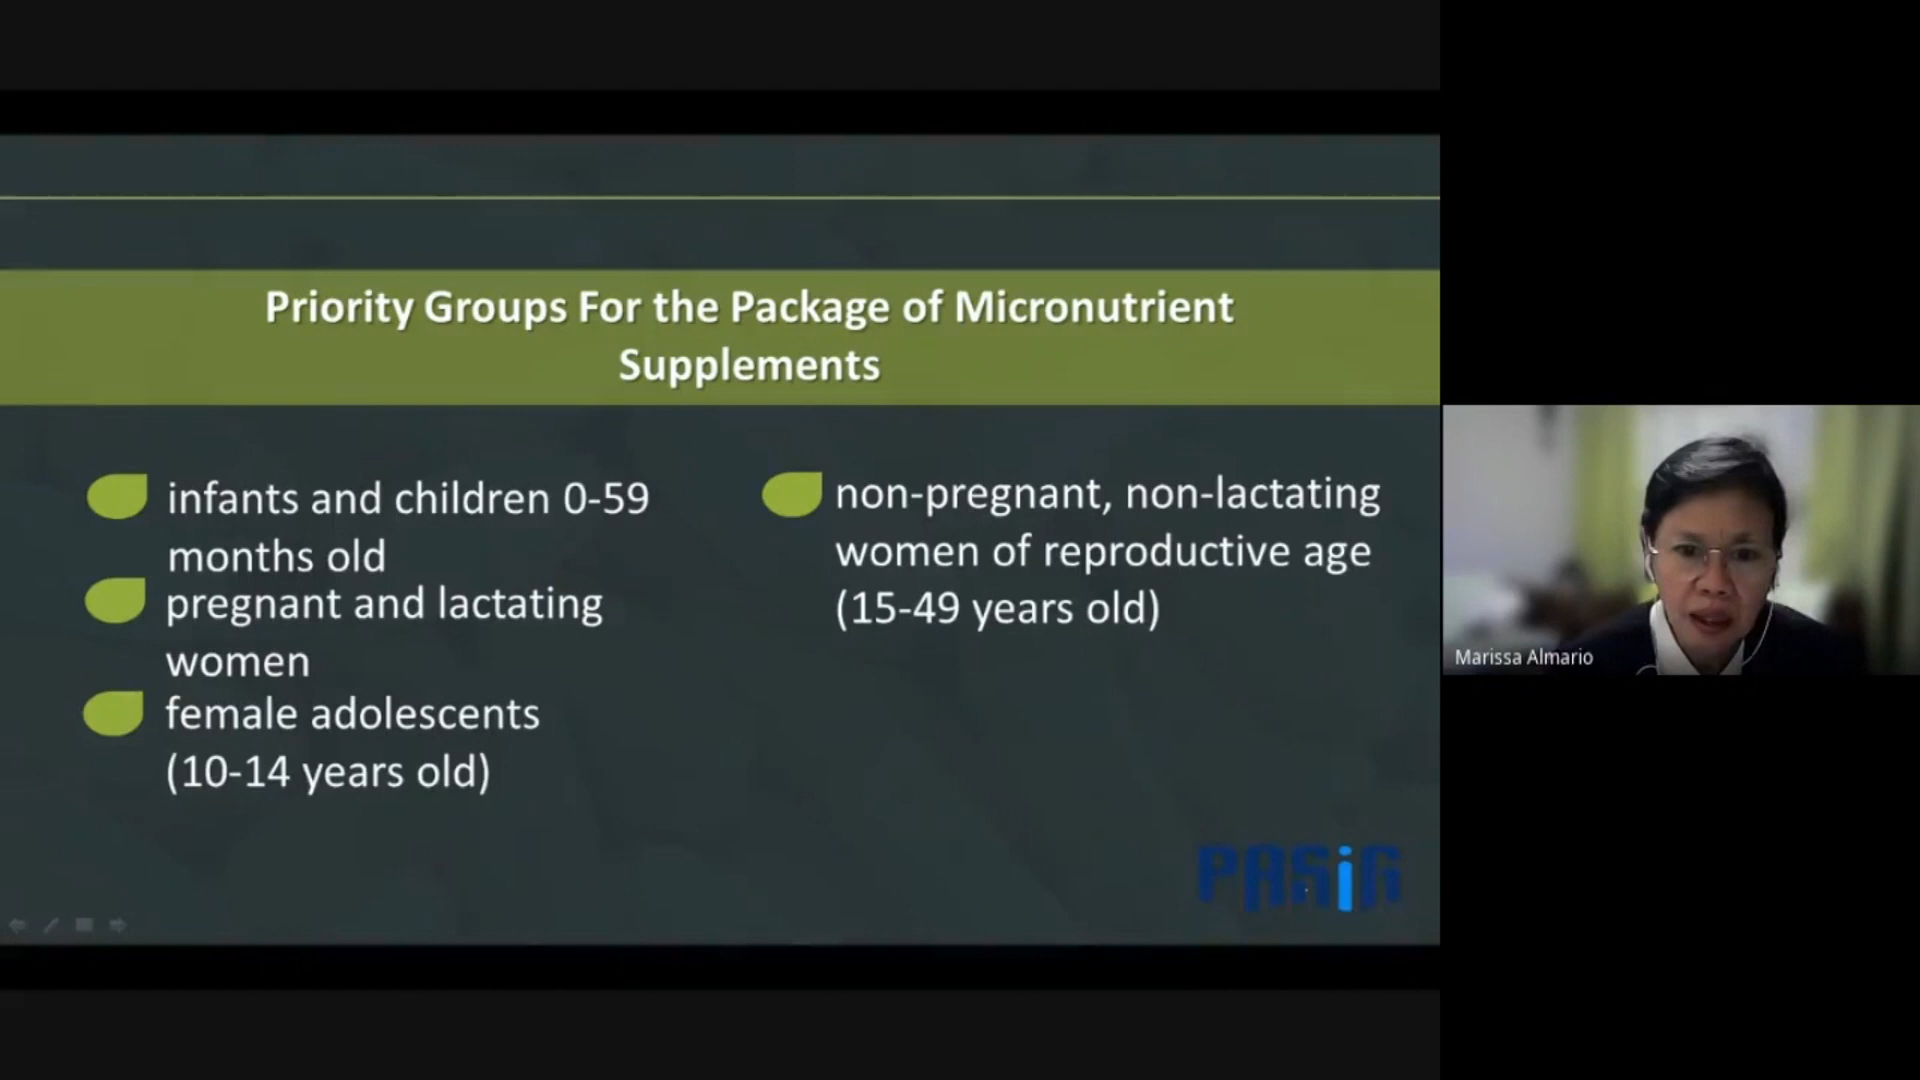 Priority Groups For the Package of Micronutrient
Supplements
infants and children 0-59
months old
pregnant and lactating
women
female adolescents
(10-14 years old)
non-pregnant, non-lactating
women of reproductive age
(15-49 years old)
PASiG
Marissa Almario